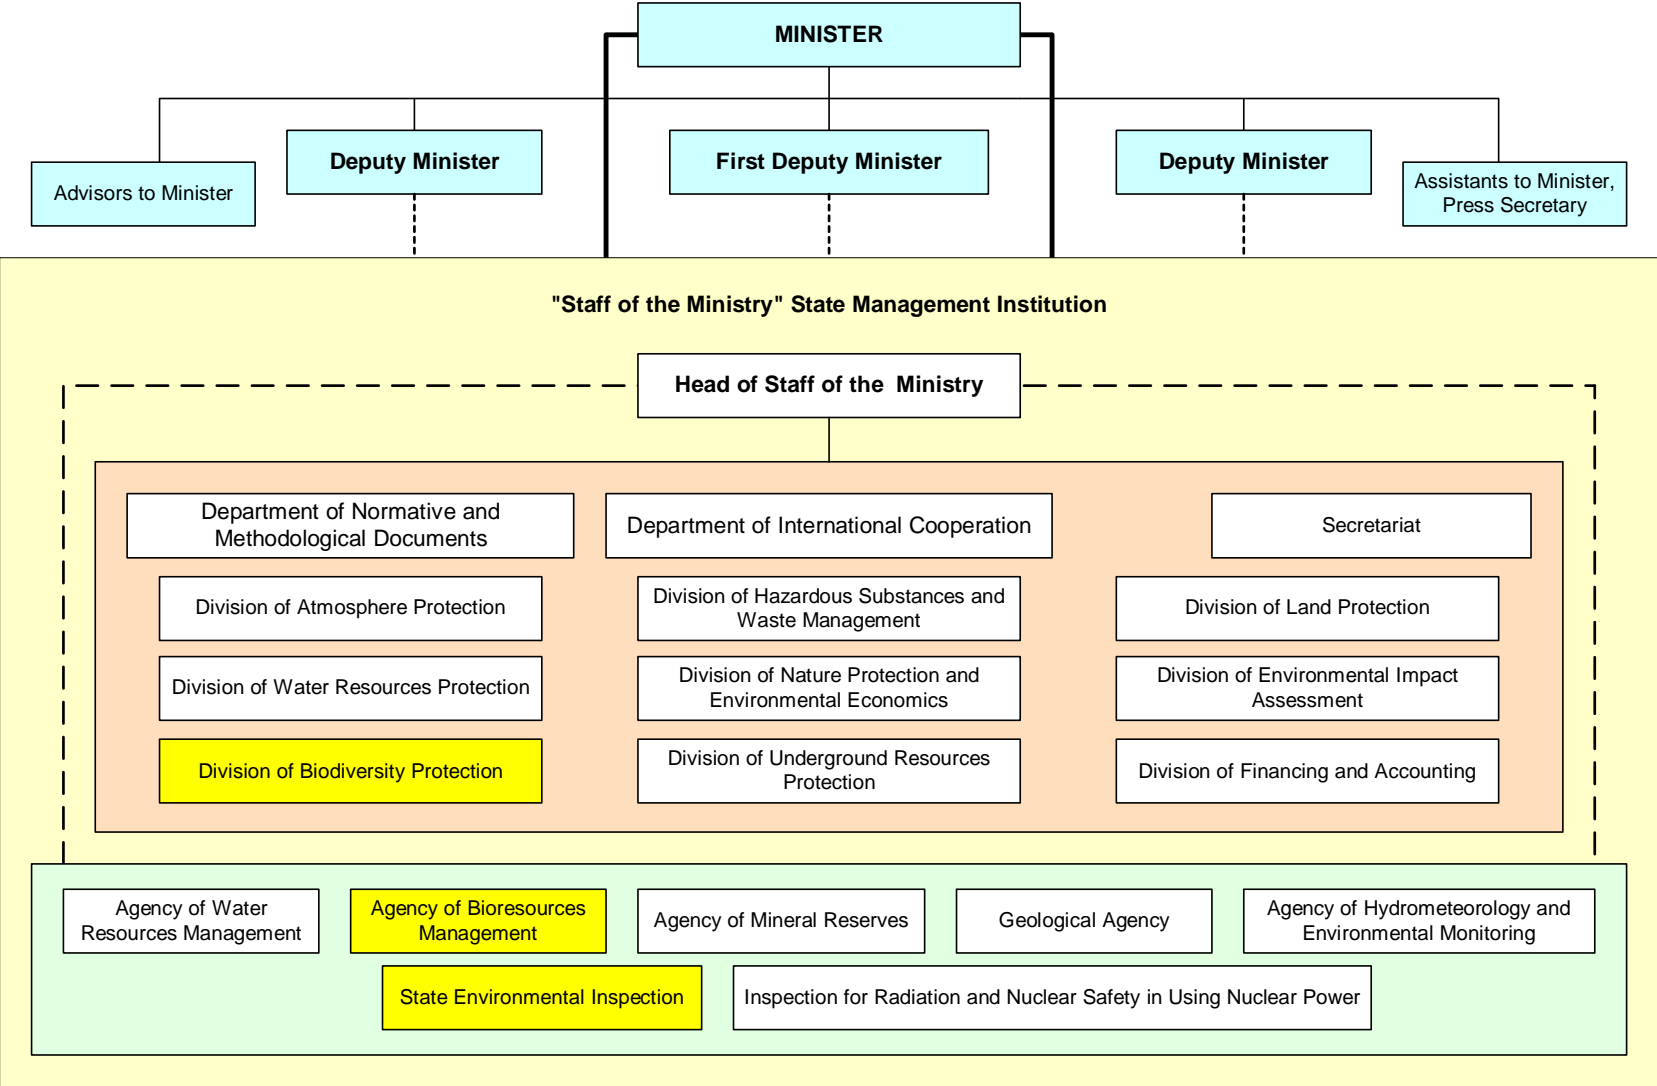 MINISTER
Deputy Minister
First Deputy Minister
Deputy Minister
Advisors to Minister
Assistants to Minister,
Press Secretary
"Staff of the Ministry" State Management Institution
Head of Staff of the Ministry
Department of Normative and
Methodological Documents
Department of International Cooperation
Secretariat
Division of Atmosphere Protection
Division of Hazardous Substances and
Waste Management
Division of Land Protection
Division of Water Resources Protection
Division of Nature Protection and
Environmental Economics
Division of Environmental Impact
Assessment
Division of Biodiversity Protection
Division of Underground Resources
Protection
Division of Financing and Accounting
Agency of Water
Resources Management
Agency of Bioresources
Management
Agency of Mineral Reserves
Geological Agency
Agency of Hydrometeorology and
Environmental Monitoring
State Environmental Inspection
Inspection for Radiation and Nuclear Safety in Using Nuclear Power